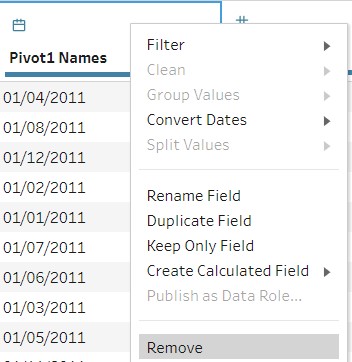 Pivot1 Names
01/04/2011
01/08/2011
01/12/2011
01/02/2011
01/01/2011
01/07/2011
01/06/2011
01/03/2011
01/05/2011
#
Filter
Clean
Group Values
Convert Dates
Split Values
Rename Field
Duplicate Field
Keep Only Field
Create Calculated Field
Publish as Data Role...
Remove